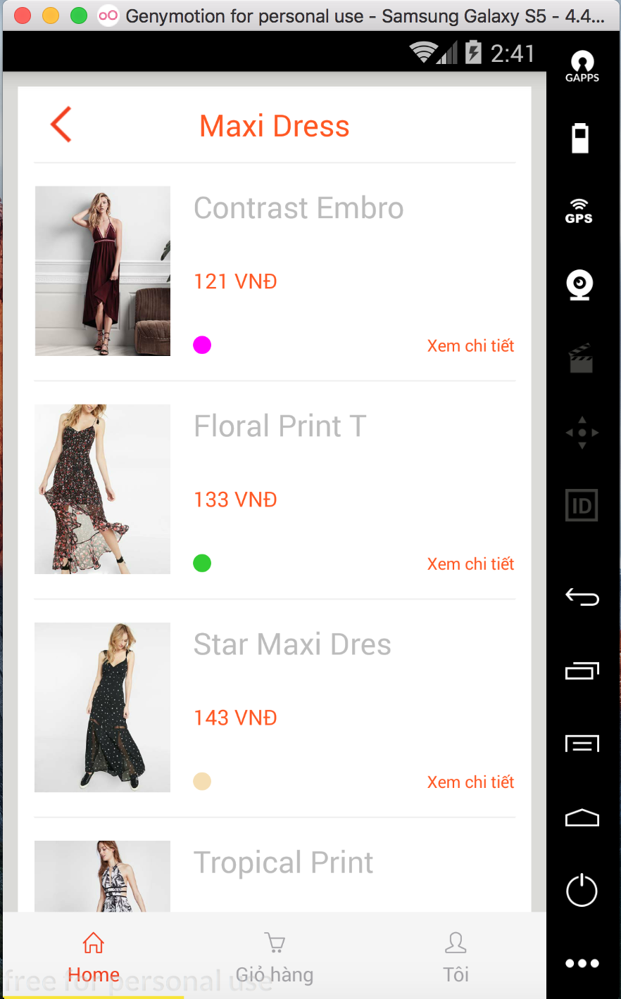 Genymotion for personal use - Samsung Galaxy S5 - 4.4...
2:41
GAPPS
Maxi Dress
Contrast Embro
121 VNĐ
Xem chi tiết
GPS
Floral Print T
133 VNĐ
Xem chi tiết
ID
Star Maxi Dres
143 VNĐ
Xem chi tiết
Tropical Print
Home
Giỏ hàng
Tôi
free for personal use